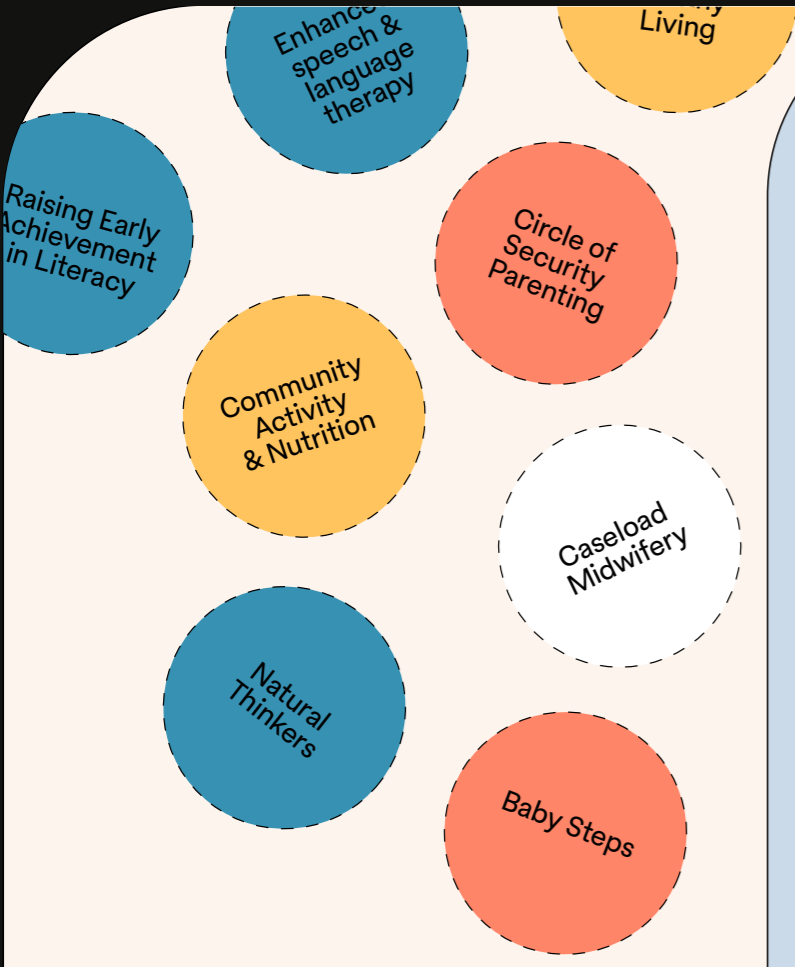 speech &
language
therapy
Living
Raising Early
Achievement
in Literacy
Circle of
Security
Parenting
Community
Activity
& Nutrition
Caseload
Midwifery
Natural
Thinkers
Baby Steps